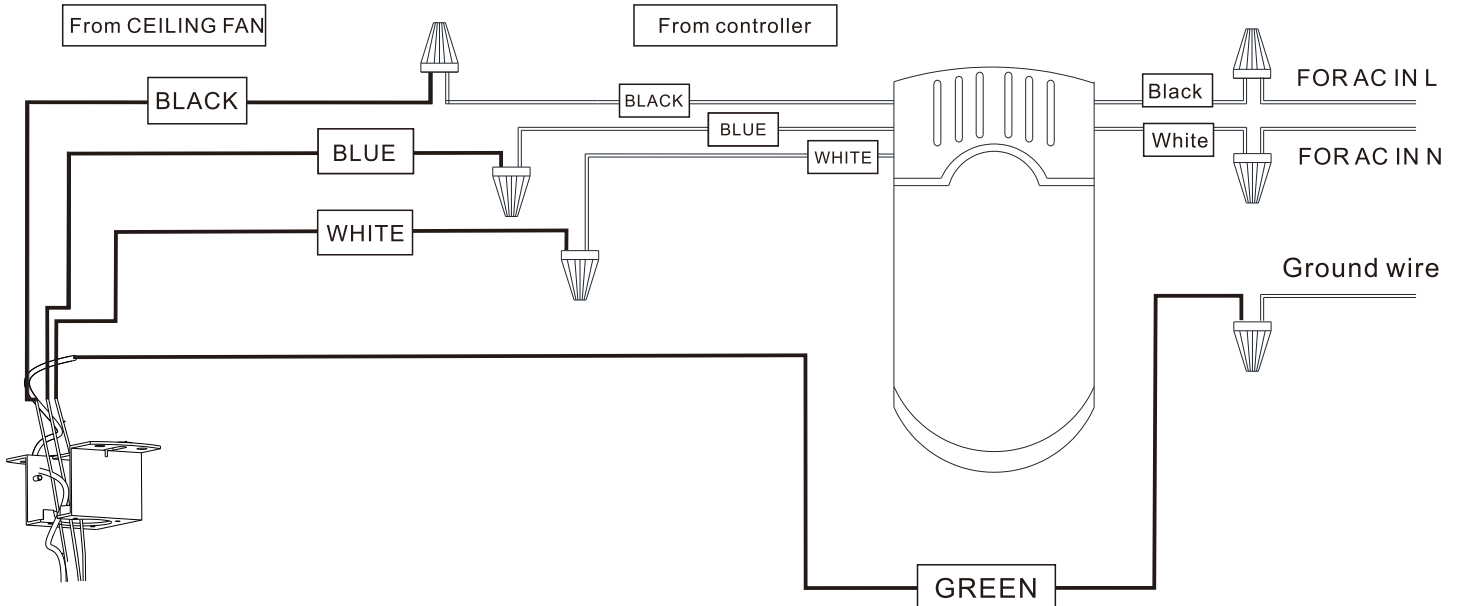 From CEILING FAN
From controller
BLACK
BLACK
Black
FOR AC IN L
BLUE
BLUE
White
WHITE
FOR AC IN N
WHITE
Ground wire
GREEN